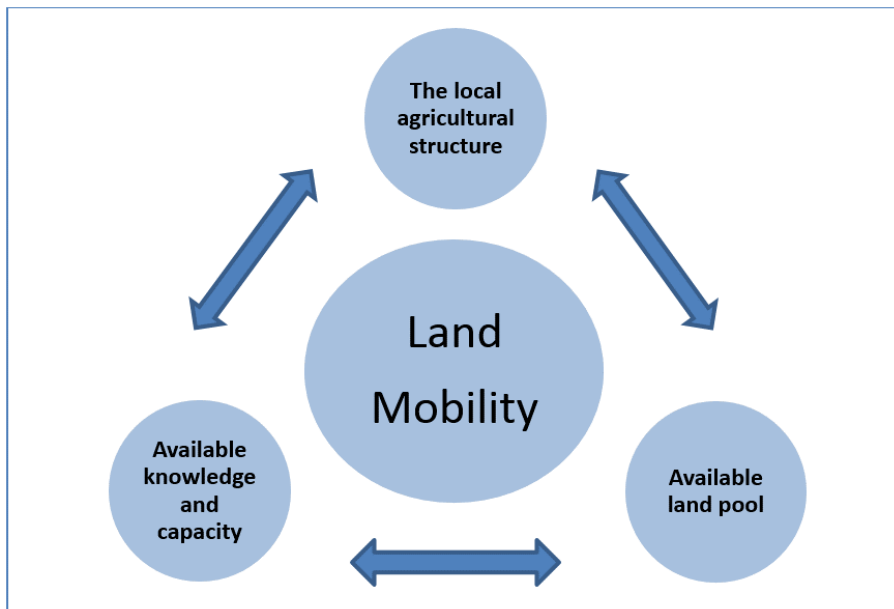 The local
agricultural
structure
Land
Mobility
Available
knowledge
and
capacity
Available
land pool